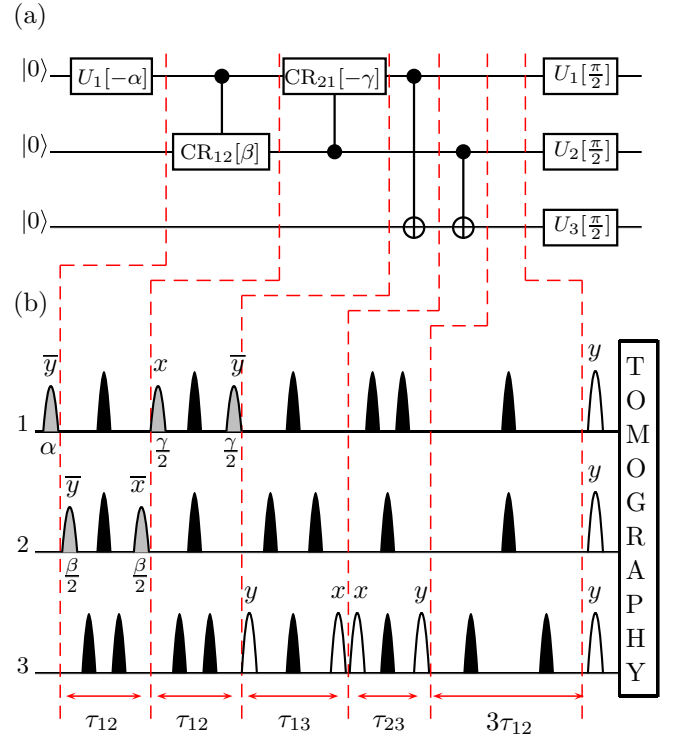 (a)
|0⟩ U₁[−α] CR₂₁[−γ] U₁[π/2]
|0⟩ CR₁₂[β] U₂[π/2]
|0⟩ U₃[π/2]
(b)
y̅ x y̅ y
1
α γ/2 γ/2
y̅ x̅ y
2
β/2 β/2
y x x y y
3
τ₁₂ τ₁₂ τ₁₃ τ₂₃ 3τ₁₂
T
O
M
O
G
R
A
P
H
Y